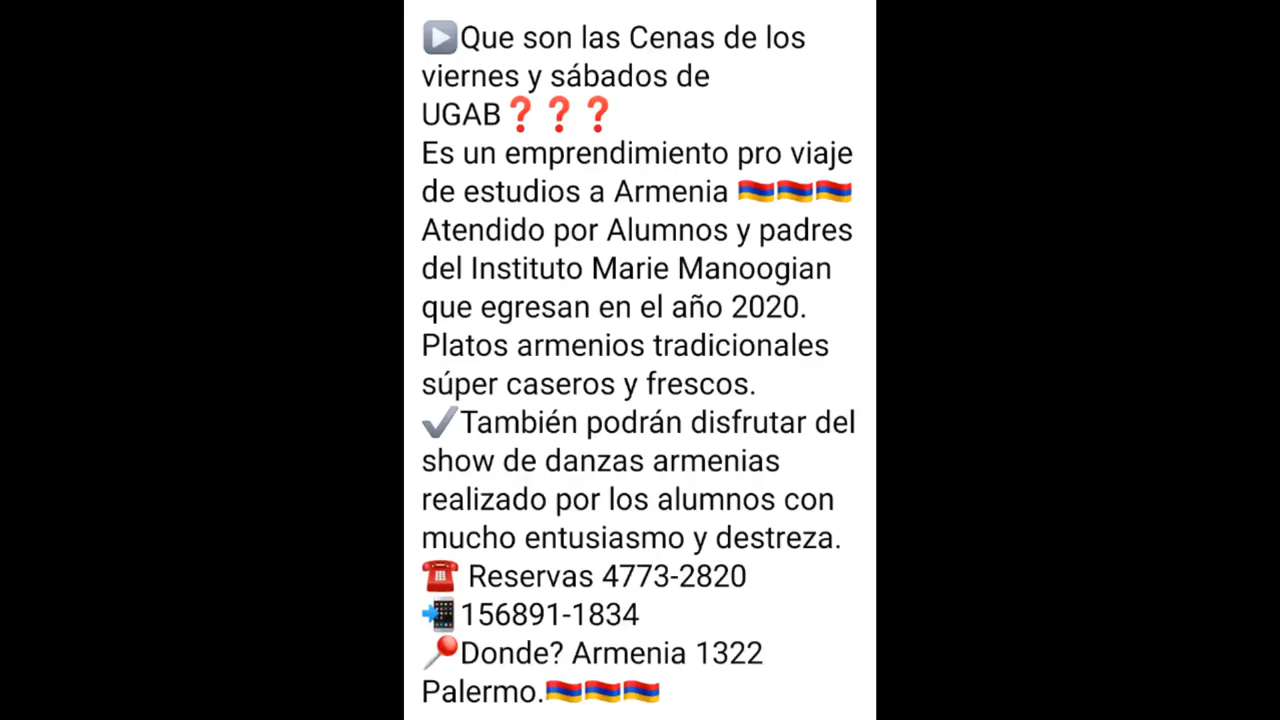 ▶️Que son las Cenas de los
viernes y sábados de
UGAB❓❓❓
Es un emprendimiento pro viaje
de estudios a Armenia 🇦🇲🇦🇲🇦🇲
Atendido por Alumnos y padres
del Instituto Marie Manoogian
que egresan en el año 2020.
Platos armenios tradicionales
súper caseros y frescos.
✔️También podrán disfrutar del
show de danzas armenias
realizado por los alumnos con
mucho entusiasmo y destreza.
☎️ Reservas 4773-2820
📲156891-1834
📍Donde? Armenia 1322
Palermo.🇦🇲🇦🇲🇦🇲